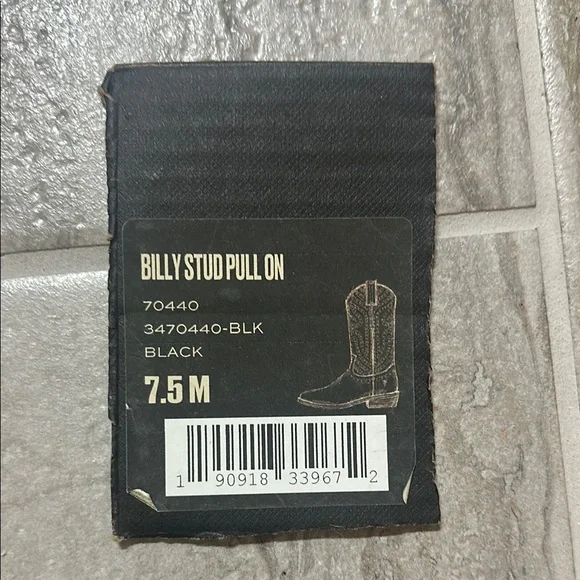 BILLY STUD PULL ON
70440
3470440-BLK
BLACK
7.5 M
1 90918 33967 2